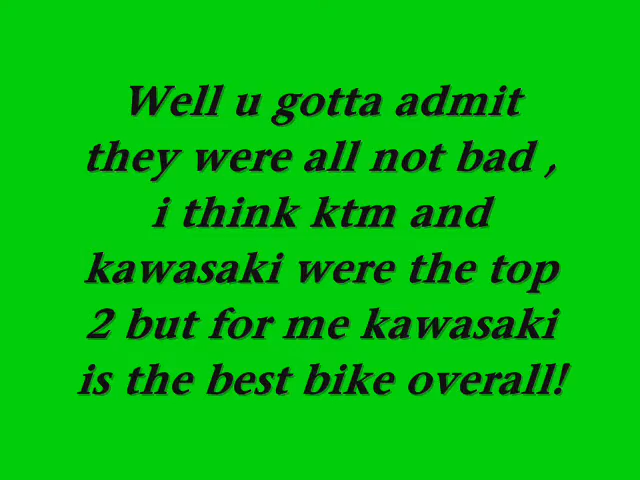 Well u gotta admit
they were all not bad ,
i think ktm and
kawasaki were the top
2 but for me kawasaki
is the best bike overall!